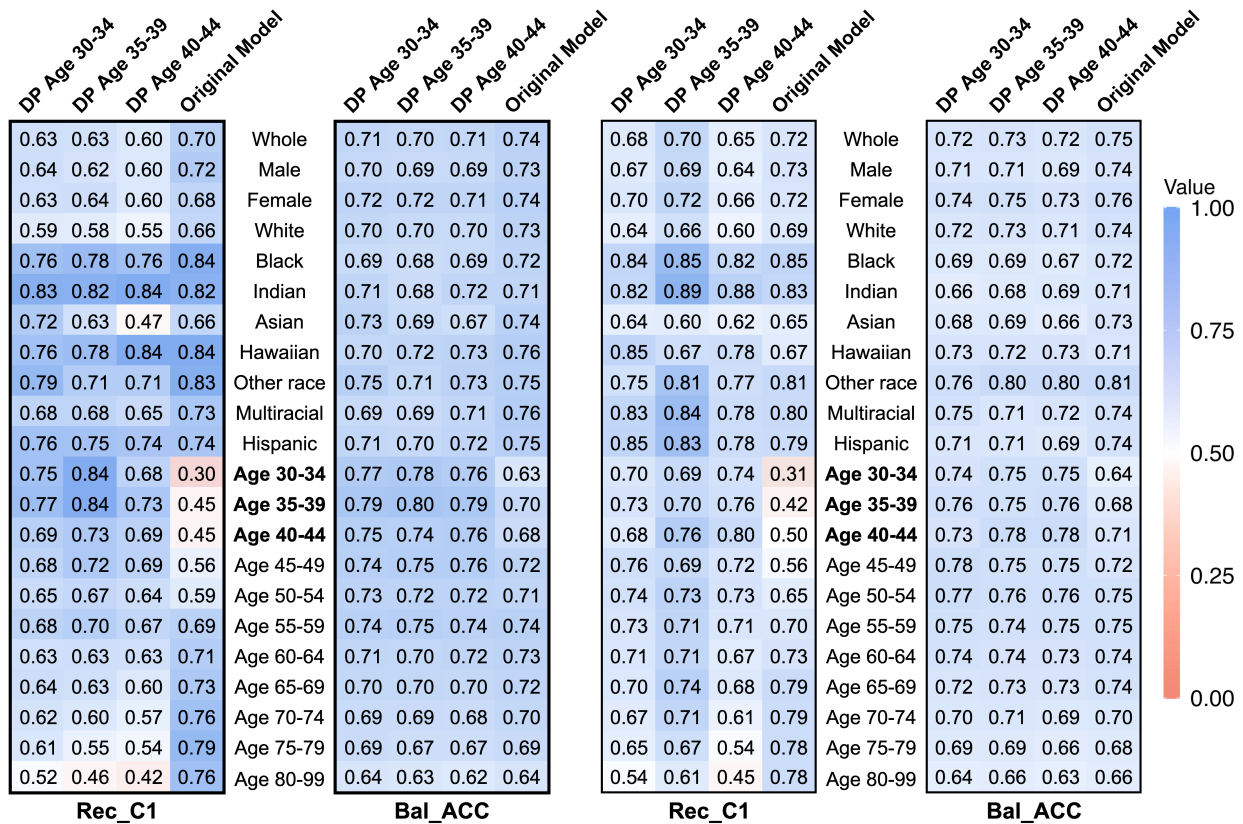 DP Age 30-34 DP Age 35-39 DP Age 40-44 Original Model DP Age 30-34 DP Age 35-39 DP Age 40-44 Original Model DP Age 30-34 DP Age 35-39 DP Age 40-44 Original Model DP Age 30-34 DP Age 35-39 DP Age 40-44 Original Model
0.63 0.63 0.60 0.70 Whole 0.71 0.70 0.71 0.74 0.68 0.70 0.65 0.72 Whole 0.72 0.73 0.72 0.75
0.64 0.62 0.60 0.72 Male 0.70 0.69 0.69 0.73 0.67 0.69 0.64 0.73 Male 0.71 0.71 0.69 0.74
Value
0.63 0.64 0.60 0.68 Female 0.72 0.72 0.71 0.74 0.70 0.72 0.66 0.72 Female 0.74 0.75 0.73 0.76
1.00
0.59 0.58 0.55 0.66 White 0.70 0.70 0.70 0.73 0.64 0.66 0.60 0.69 White 0.72 0.73 0.71 0.74
0.76 0.78 0.76 0.84 Black 0.69 0.68 0.69 0.72 0.84 0.85 0.82 0.85 Black 0.69 0.69 0.67 0.72
0.83 0.82 0.84 0.82 Indian 0.71 0.68 0.72 0.71 0.82 0.89 0.88 0.83 Indian 0.66 0.68 0.69 0.71
0.72 0.63 0.47 0.66 Asian 0.73 0.69 0.67 0.74 0.64 0.60 0.62 0.65 Asian 0.68 0.69 0.66 0.73
0.75
0.76 0.78 0.84 0.84 Hawaiian 0.70 0.72 0.73 0.76 0.85 0.67 0.78 0.67 Hawaiian 0.73 0.72 0.73 0.71
0.79 0.71 0.71 0.83 Other race 0.75 0.71 0.73 0.75 0.75 0.81 0.77 0.81 Other race 0.76 0.80 0.80 0.81
0.68 0.68 0.65 0.73 Multiracial 0.69 0.69 0.71 0.76 0.83 0.84 0.78 0.80 Multiracial 0.75 0.71 0.72 0.74
0.76 0.75 0.74 0.74 Hispanic 0.71 0.70 0.72 0.75 0.85 0.83 0.78 0.79 Hispanic 0.71 0.71 0.69 0.74
0.50
0.75 0.84 0.68 0.30 Age 30-34 0.77 0.78 0.76 0.63 0.70 0.69 0.74 0.31 Age 30-34 0.74 0.75 0.75 0.64
0.77 0.84 0.73 0.45 Age 35-39 0.79 0.80 0.79 0.70 0.73 0.70 0.76 0.42 Age 35-39 0.76 0.75 0.76 0.68
0.69 0.73 0.69 0.45 Age 40-44 0.75 0.74 0.76 0.68 0.68 0.76 0.80 0.50 Age 40-44 0.73 0.78 0.78 0.71
0.68 0.72 0.69 0.56 Age 45-49 0.74 0.75 0.76 0.72 0.76 0.69 0.72 0.56 Age 45-49 0.78 0.75 0.75 0.72
0.25
0.65 0.67 0.64 0.59 Age 50-54 0.73 0.72 0.72 0.71 0.74 0.73 0.73 0.65 Age 50-54 0.77 0.76 0.76 0.75
0.68 0.70 0.67 0.69 Age 55-59 0.74 0.75 0.74 0.74 0.73 0.71 0.71 0.70 Age 55-59 0.75 0.74 0.75 0.75
0.63 0.63 0.63 0.71 Age 60-64 0.71 0.70 0.72 0.73 0.71 0.71 0.67 0.73 Age 60-64 0.74 0.74 0.73 0.74
0.64 0.63 0.60 0.73 Age 65-69 0.70 0.70 0.70 0.72 0.70 0.74 0.68 0.79 Age 65-69 0.72 0.73 0.73 0.74
0.00
0.62 0.60 0.57 0.76 Age 70-74 0.69 0.69 0.68 0.70 0.67 0.71 0.61 0.79 Age 70-74 0.70 0.71 0.69 0.70
0.61 0.55 0.54 0.79 Age 75-79 0.69 0.67 0.67 0.69 0.65 0.67 0.54 0.78 Age 75-79 0.69 0.69 0.66 0.68
0.52 0.46 0.42 0.76 Age 80-99 0.64 0.63 0.62 0.64 0.54 0.61 0.45 0.78 Age 80-99 0.64 0.66 0.63 0.66
Rec_C1 Bal_ACC Rec_C1 Bal_ACC